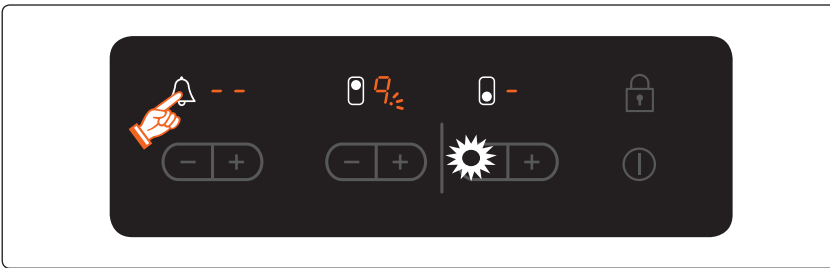 -- 9. -
- + - + +